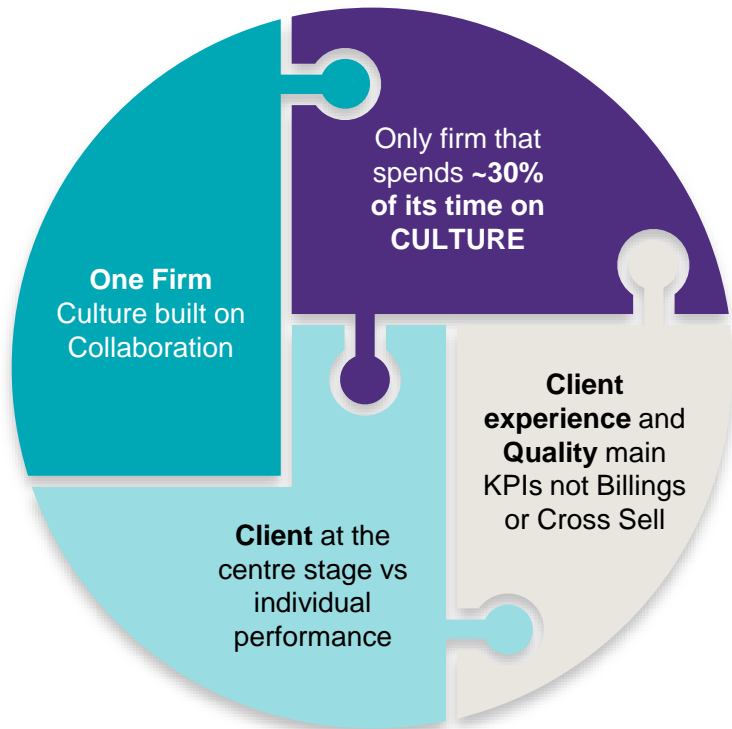 Only firm that
spends ~30%
of its time on
CULTURE
One Firm
Culture built on
Collaboration
Client
experience and
Quality main
KPIs not Billings
or Cross Sell
Client at the
centre stage vs
individual
performance